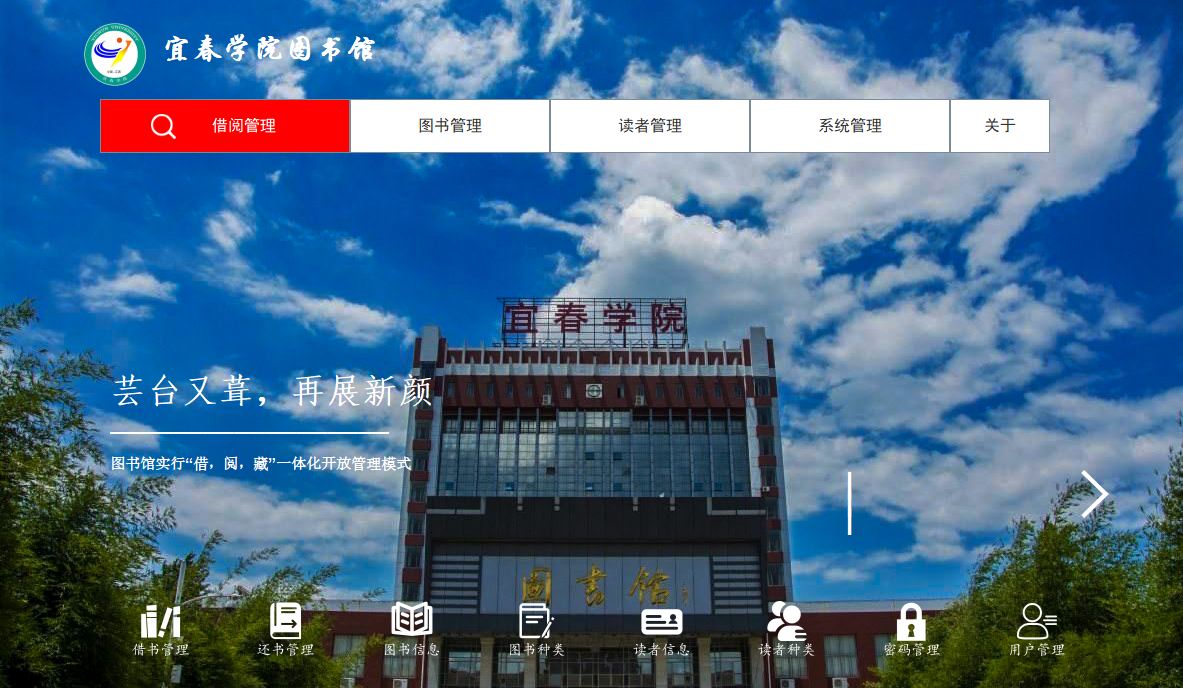 宜春学院图书馆
借阅管理 图书管理 读者管理 系统管理 关于
宜春学院
芸台又葺，再展新颜
图书馆实行“借，阅，藏”一体化开放管理模式
图書馆
借书管理 还书管理 图书信息 图书种类 读者信息 读者种类 密码管理 用户管理